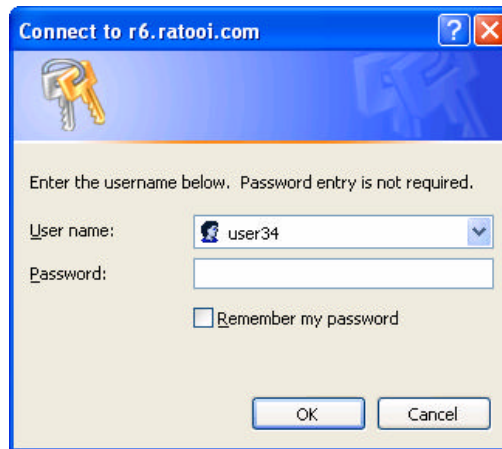 Connect to r6.ratooi.com
Enter the username below.  Password entry is not required.
User name:
user34
Password:
Remember my password
OK
Cancel